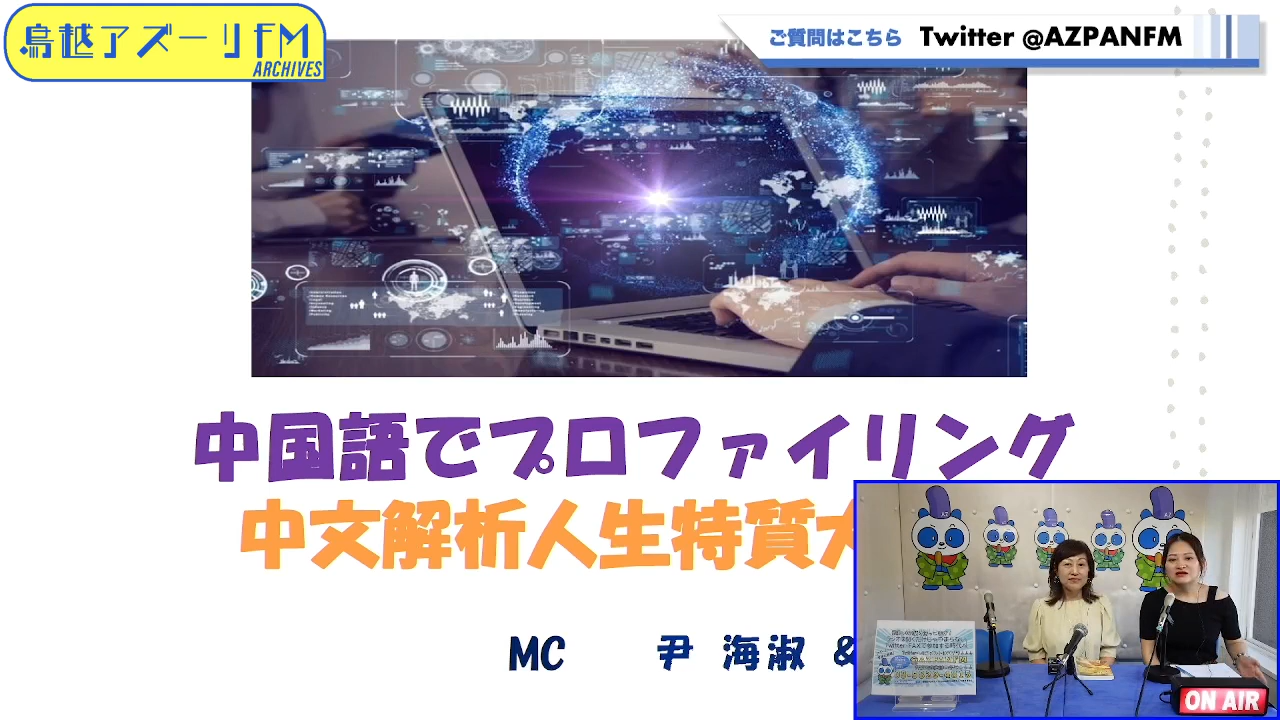 鳥越アズーリFM
ARCHIVES
ご質問はこちら Twitter @AZPANFM
中国語でプロファイリング
中文解析人生特質大
MC 尹 海淑 &
ON AIR